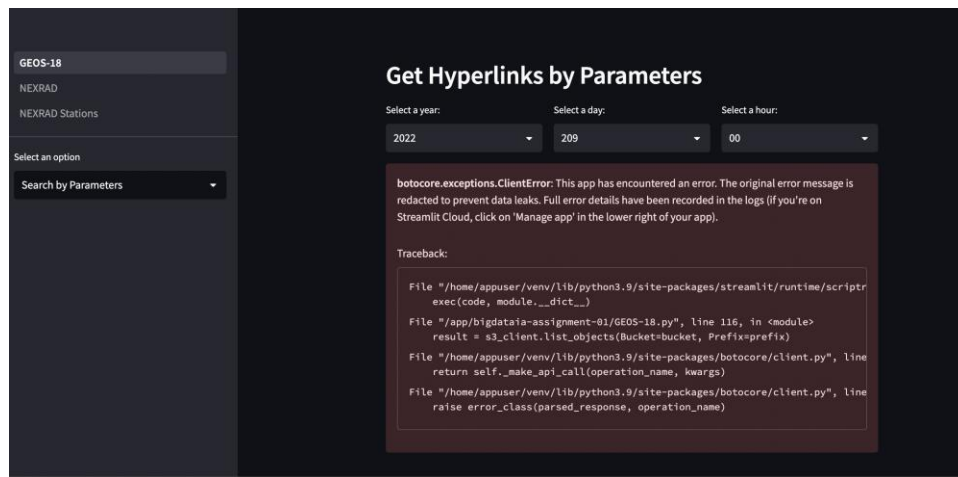 GEOS-18
NEXRAD
NEXRAD Stations
Select an option
Search by Parameters
Get Hyperlinks by Parameters
Select a year:
Select a day:
Select a hour:
2022
209
00
botocore.exceptions.ClientError: This app has encountered an error. The original error message is
redacted to prevent data leaks. Full error details have been recorded in the logs (if you're on
Streamlit Cloud, click on 'Manage app' in the lower right of your app).
Traceback:
File "/home/appuser/venv/lib/python3.9/site-packages/streamlit/runtime/scriptr
exec(code, module.__dict__)
File "/app/bigdataia-assignment-01/GEOS-18.py", line 116, in <module>
result = s3_client.list_objects(Bucket=bucket, Prefix=prefix)
File "/home/appuser/venv/lib/python3.9/site-packages/botocore/client.py", line
return self._make_api_call(operation_name, kwargs)
File "/home/appuser/venv/lib/python3.9/site-packages/botocore/client.py", line
raise error_class(parsed_response, operation_name)